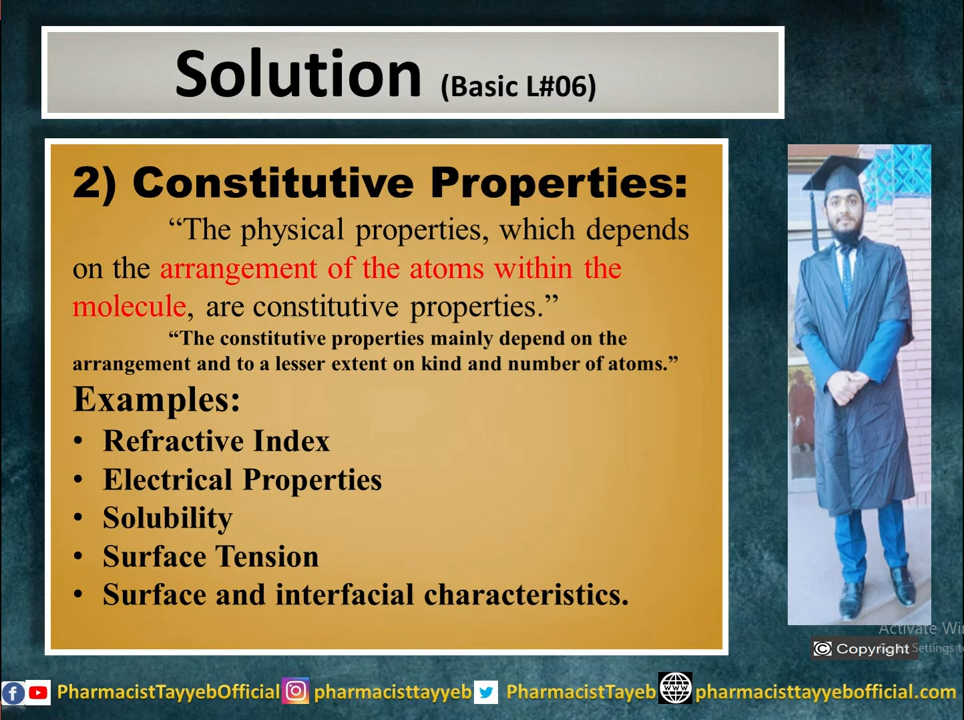 Solution (Basic L#06)
2) Constitutive Properties:
“The physical properties, which depends
on the arrangement of the atoms within the
molecule, are constitutive properties.”
“The constitutive properties mainly depend on the
arrangement and to a lesser extent on kind and number of atoms.”
Examples:
• Refractive Index
• Electrical Properties
• Solubility
• Surface Tension
• Surface and interfacial characteristics.
Activate Wi
© Copyright
Settings t
PharmacistTayyebOfficial pharmacisttayyeb PharmacistTayeb pharmacisttayyebofficial.com